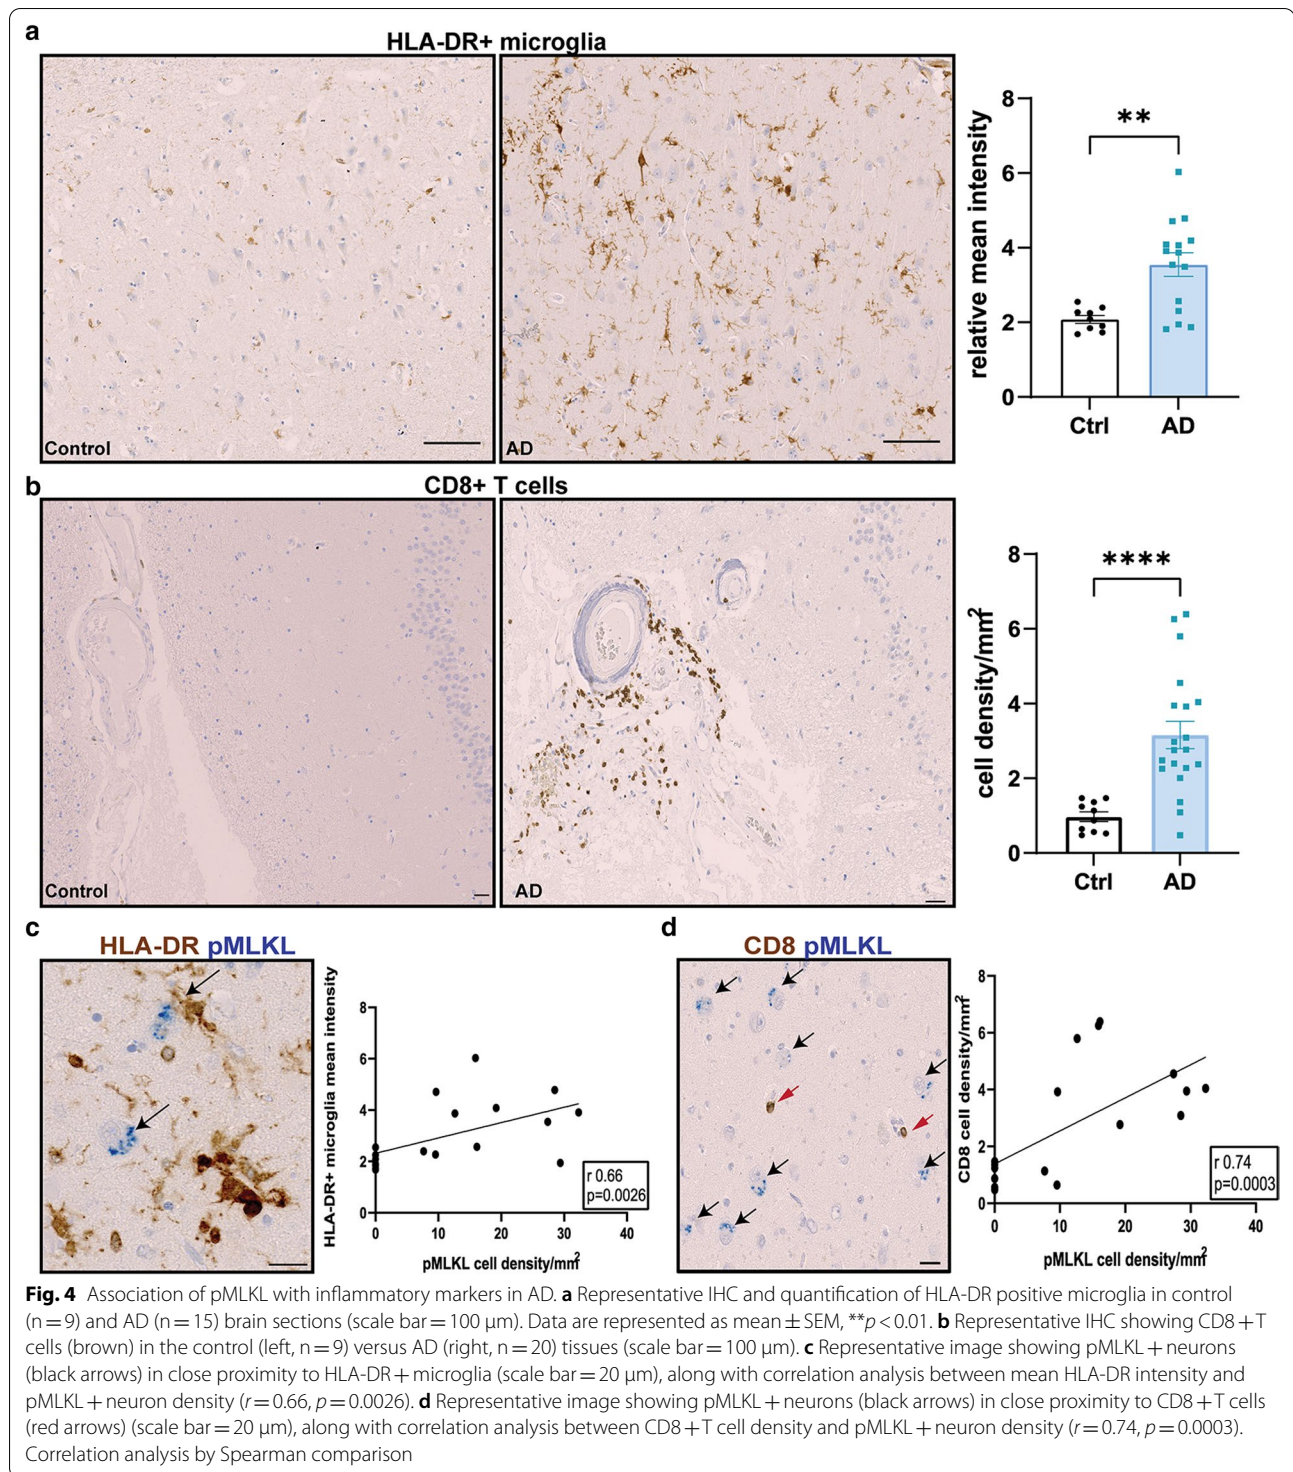 a
HLA-DR+ microglia
Control
AD
relative mean intensity
8
6
4
2
0
**
Ctrl
AD
b
CD8+ T cells
Control
AD
cell density/mm²
8
6
4
2
0
****
Ctrl
AD
c
HLA-DR pMLKL
HLA-DR+ microglia mean intensity
8
6
4
2
0
0
10
20
30
40
r 0.66
p=0.0026
pMLKL cell density/mm²
d
CD8 pMLKL
CD8 cell density/mm²
8
6
4
2
0
0
10
20
30
40
r 0.74
p=0.0003
pMLKL cell density/mm²
Fig. 4 Association of pMLKL with inflammatory markers in AD. a Representative IHC and quantification of HLA-DR positive microglia in control
(n = 9) and AD (n = 15) brain sections (scale bar = 100 µm). Data are represented as mean ± SEM, **p < 0.01. b Representative IHC showing CD8 + T
cells (brown) in the control (left, n = 9) versus AD (right, n = 20) tissues (scale bar = 100 µm). c Representative image showing pMLKL + neurons
(black arrows) in close proximity to HLA-DR + microglia (scale bar = 20 µm), along with correlation analysis between mean HLA-DR intensity and
pMLKL + neuron density (r = 0.66, p = 0.0026). d Representative image showing pMLKL + neurons (black arrows) in close proximity to CD8 + T cells
(red arrows) (scale bar = 20 µm), along with correlation analysis between CD8 + T cell density and pMLKL + neuron density (r = 0.74, p = 0.0003).
Correlation analysis by Spearman comparison